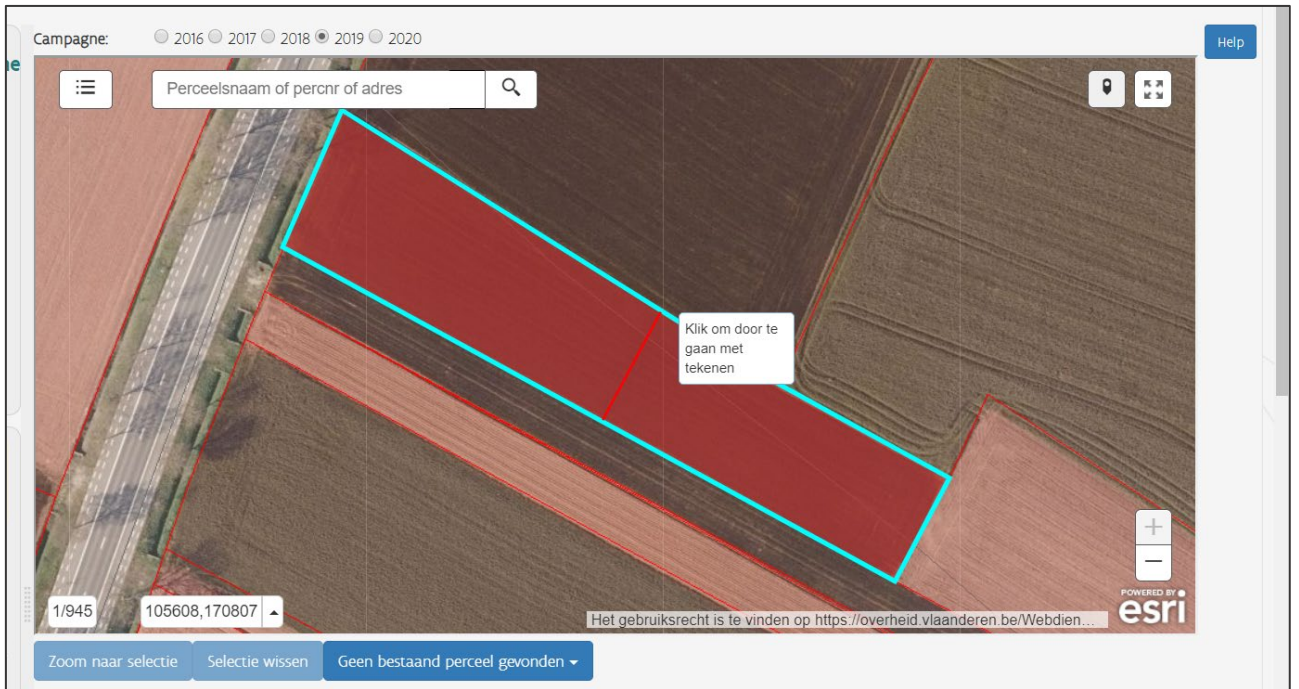 Campagne: 2016 2017 2018 2019 2020
Help
ne
Perceelsnaam of percnr of adres
Klik om door te
gaan met
tekenen
+
−
1/945
105608,170807
Het gebruiksrecht is te vinden op https://overheid.vlaanderen.be/Webdien...
POWERED BY
esri
Zoom naar selectie
Selectie wissen
Geen bestaand perceel gevonden